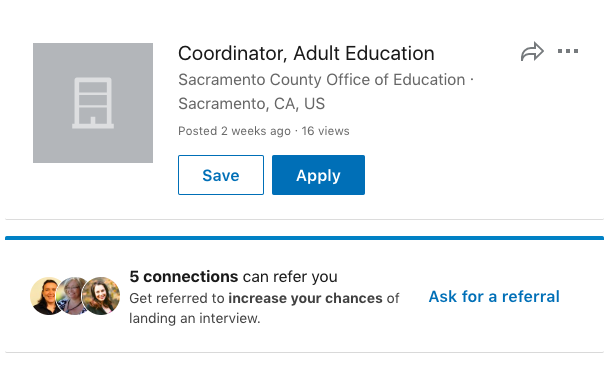 Coordinator, Adult Education
Sacramento County Office of Education ·
Sacramento, CA, US
Posted 2 weeks ago · 16 views
Save
Apply
5 connections can refer you
Get referred to increase your chances of
landing an interview.
Ask for a referral